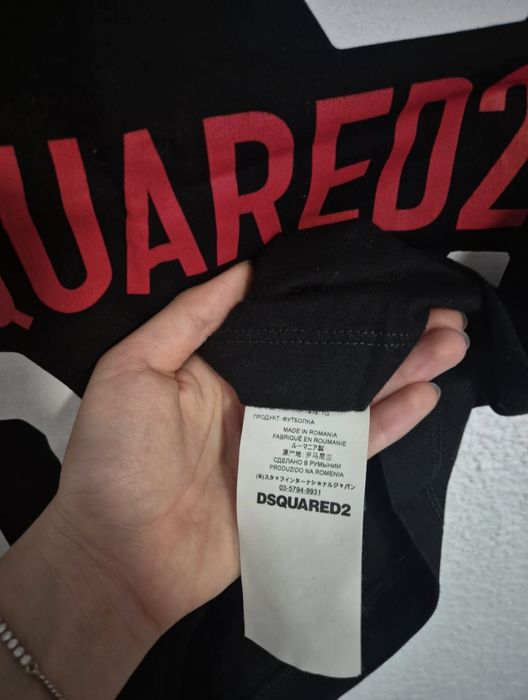 QUARED2
ПРОДУКТ: ФУТБОЛКА
MADE IN ROMANIA
FABRIQUÉ EN ROUMANIE
ルーマニア製
原产地: 罗马尼亚
СДЕЛАНО В РУМЫНИИ
PRODUZIDO NA ROMENIA
(株)スタッフインターナショナルジャパン
03-5794-9931
DSQUARED2